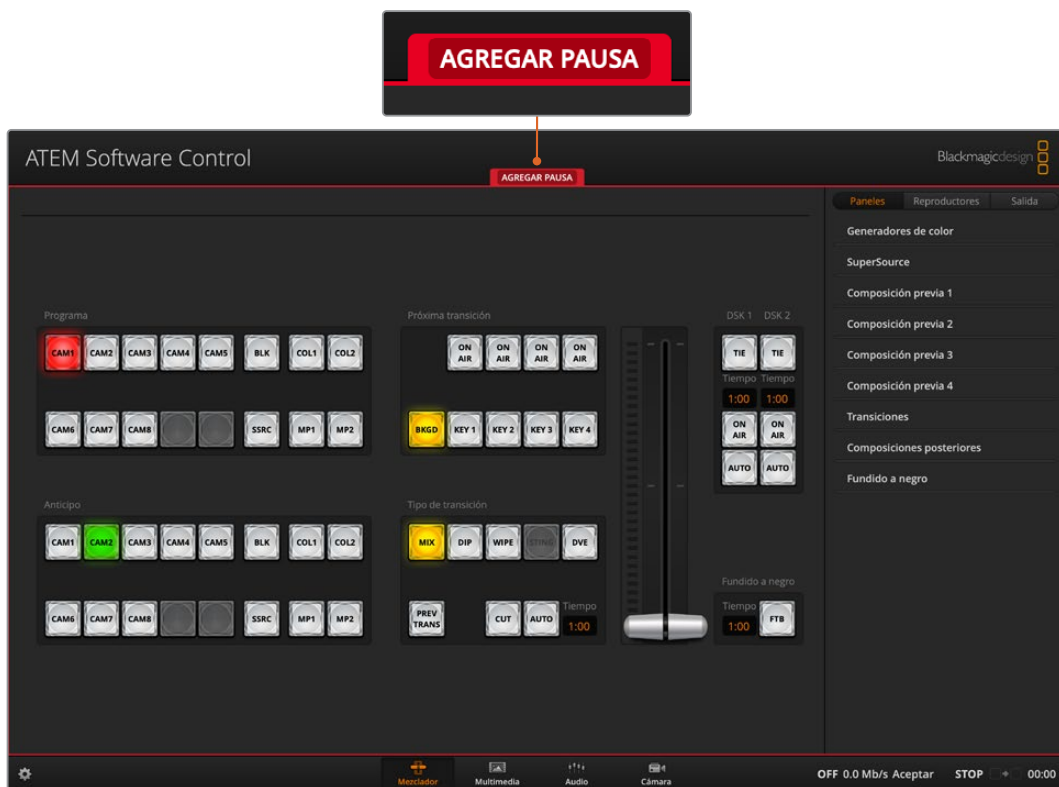 AGREGAR PAUSA
ATEM Software Control
Blackmagicdesign
AGREGAR PAUSA
Paneles Reproductores Salida
Generadores de color
SuperSource
Composición previa 1
Composición previa 2
Composición previa 3
Composición previa 4
Transiciones
Composiciones posteriores
Fundido a negro
Programa
CAM1 CAM2 CAM3 CAM4 CAM5 BLK COL1 COL2
CAM6 CAM7 CAM8 SSRC MP1 MP2
Próxima transición
ON AIR ON AIR ON AIR ON AIR
BKGD KEY 1 KEY 2 KEY 3 KEY 4
DSK 1 DSK 2
TIE TIE
Tiempo Tiempo
1:00 1:00
ON AIR ON AIR
AUTO AUTO
Anticipo
CAM1 CAM2 CAM3 CAM4 CAM5 BLK COL1 COL2
CAM6 CAM7 CAM8 SSRC MP1 MP2
Tipo de transición
MIX DIP WIPE STING DVE
PREV TRANS CUT AUTO Tiempo 1:00
Fundido a negro
Tiempo
1:00 FTB
Mezclador Multimedia Audio Cámara
OFF 0.0 Mb/s Aceptar STOP 00:00